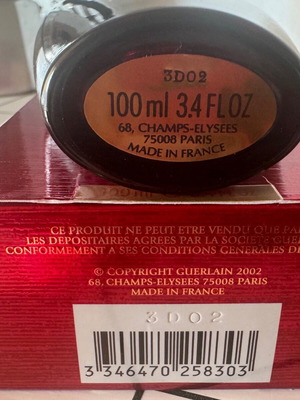 3D02
100 ml 3.4 FL OZ
68, CHAMPS-ELYSEES
75008 PARIS
MADE IN FRANCE
CE PRODUIT NE PEUT ETRE VENDU QUE
LES DEPOSITAIRES AGREES PAR LA SOCIETE
CONFORMEMENT A SES CONDITIONS GENERALES
© COPYRIGHT GUERLAIN 2002
68, CHAMPS-ELYSEES 75008 PARIS
MADE IN FRANCE
3D02
3 346470 258303